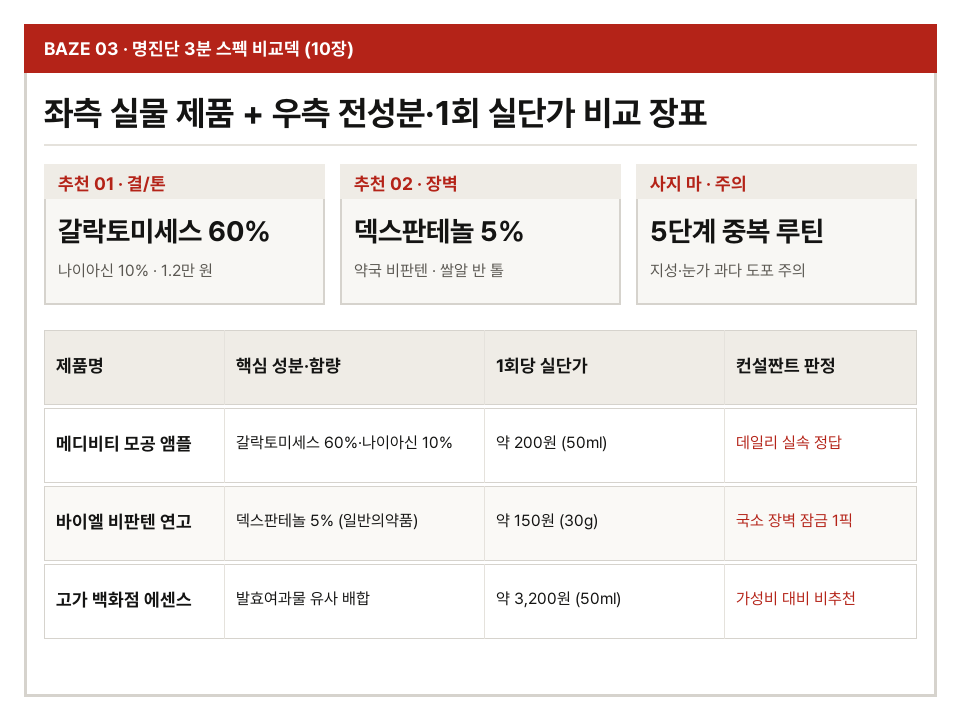 BAZE 03 · 명진단 3분 스펙 비교덱 (10장)
좌측 실물 제품 + 우측 전성분·1회 실단가 비교 장표
추천 01 · 결/톤
갈락토미세스 60%
나이아신 10% · 1.2만 원
추천 02 · 장벽
덱스판테놀 5%
약국 비판텐 · 쌀알 반 톨
사지 마 · 주의
5단계 중복 루틴
지성·눈가 과다 도포 주의
제품명 핵심 성분·함량 1회당 실단가 컨설짠트 판정
메디비티 모공 앰플 갈락토미세스 60%·나이아신 10% 약 200원 (50ml) 데일리 실속 정답
바이엘 비판텐 연고 덱스판테놀 5% (일반의약품) 약 150원 (30g) 국소 장벽 잠금 1픽
고가 백화점 에센스 발효여과물 유사 배합 약 3,200원 (50ml) 가성비 대비 비추천